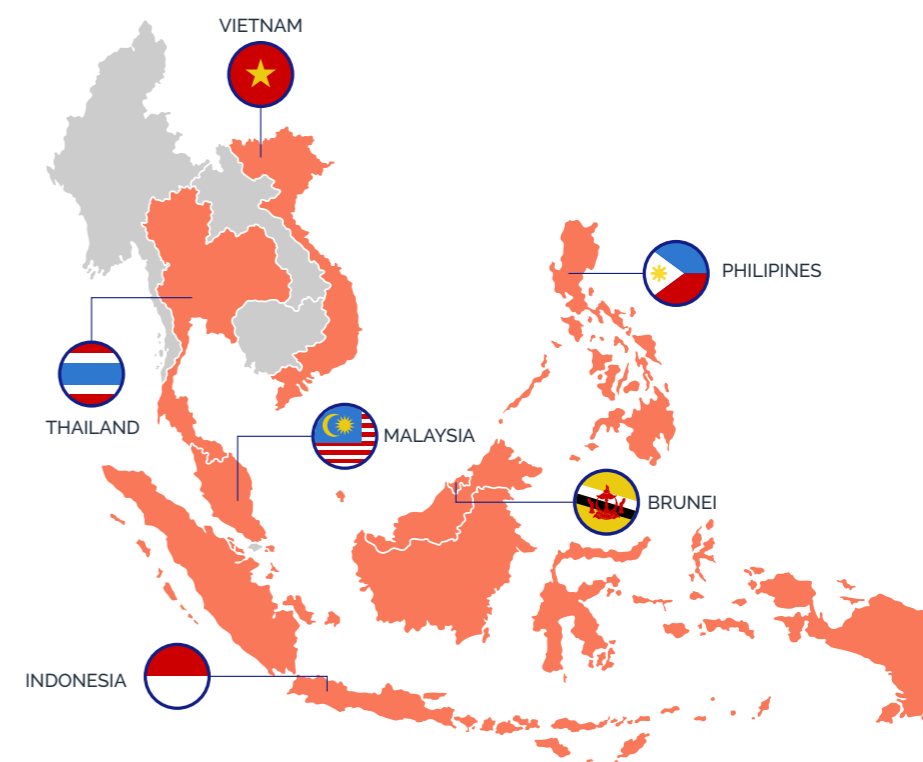 VIETNAM
PHILIPINES
THAILAND
MALAYSIA
BRUNEI
INDONESIA